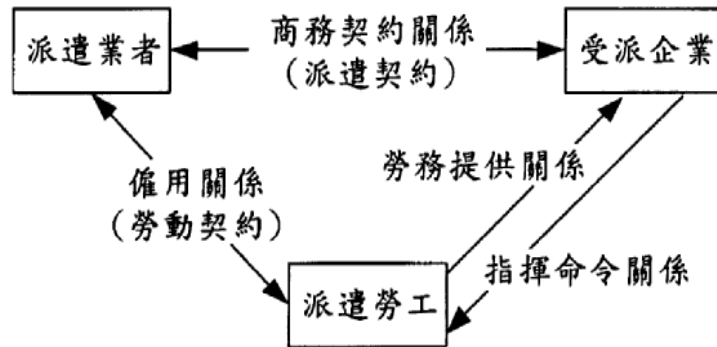 派遣業者
商務契約關係
(派遣契約)
受派企業
僱用關係
(勞動契約)
勞務提供關係
指揮命令關係
派遣勞工